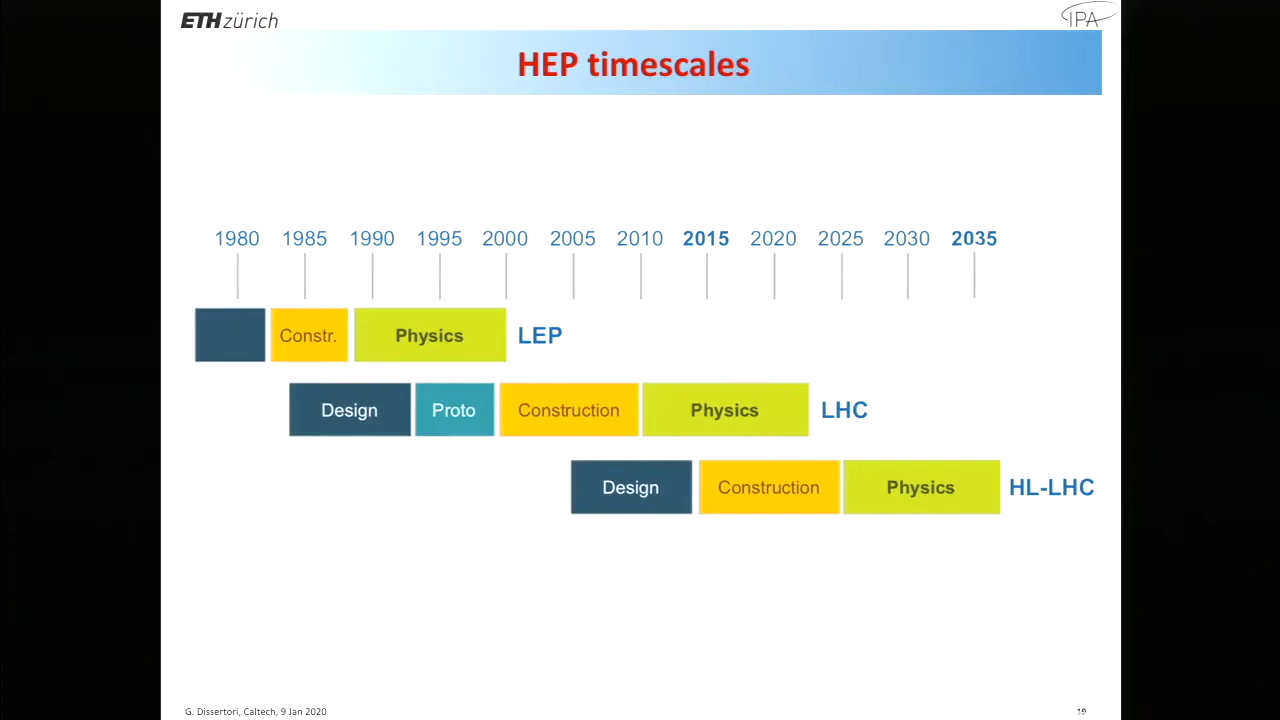 ETH zürich
IPA
HEP timescales
1980 1985 1990 1995 2000 2005 2010 2015 2020 2025 2030 2035
Constr. Physics LEP
Design Proto Construction Physics LHC
Design Construction Physics HL-LHC
G. Dissertori, Caltech, 9 Jan 2020
19